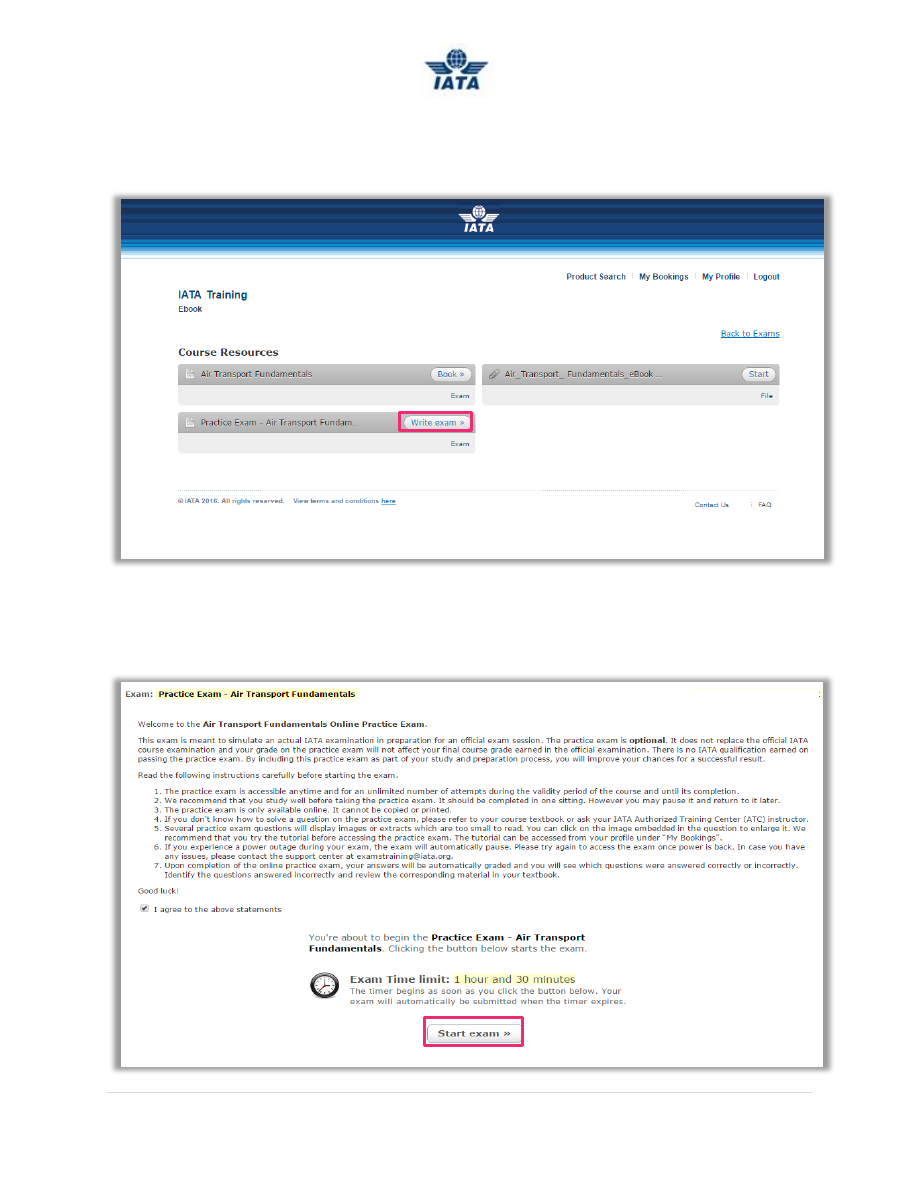 IATA
IATA
Product Search My Bookings My Profile Logout
IATA Training
Ebook
Back to Exams
Course Resources
Air Transport Fundamentals Book »
Exam
Air_Transport_ Fundamentals_eBook ... Start
File
Practice Exam - Air Transport Fundam... Write exam »
Exam
© IATA 2016. All rights reserved. View terms and conditions here
Contact Us FAQ
Exam: Practice Exam - Air Transport Fundamentals
Welcome to the Air Transport Fundamentals Online Practice Exam.
This exam is meant to simulate an actual IATA examination in preparation for an official exam session. The practice exam is optional. It does not replace the official IATA
course examination and your grade on the practice exam will not affect your final course grade earned in the official examination. There is no IATA qualification earned on
passing the practice exam. By including this practice exam as part of your study and preparation process, you will improve your chances for a successful result.
Read the following instructions carefully before starting the exam.
1. The practice exam is accessible anytime and for an unlimited number of attempts during the validity period of the course and until its completion.
2. We recommend that you study well before taking the practice exam. It should be completed in one sitting. However you may pause it and return to it later.
3. The practice exam is only available online. It cannot be copied or printed.
4. If you don't know how to solve a question on the practice exam, please refer to your course textbook or ask your IATA Authorized Training Center (ATC) instructor.
5. Several practice exam questions will display images or extracts which are too small to read. You can click on the image embedded in the question to enlarge it. We
recommend that you try the tutorial before accessing the practice exam. The tutorial can be accessed from your profile under "My Bookings".
6. If you experience a power outage during your exam, the exam will automatically pause. Please try again to access the exam once power is back. In case you have
any issues, please contact the support center at examstraining@iata.org.
7. Upon completion of the online practice exam, your answers will be automatically graded and you will see which questions were answered correctly or incorrectly.
Identify the questions answered incorrectly and review the corresponding material in your textbook.
Good luck!
I agree to the above statements
You're about to begin the Practice Exam - Air Transport
Fundamentals. Clicking the button below starts the exam.
Exam Time limit: 1 hour and 30 minutes
The timer begins as soon as you click the button below. Your
exam will automatically be submitted when the timer expires.
Start exam »